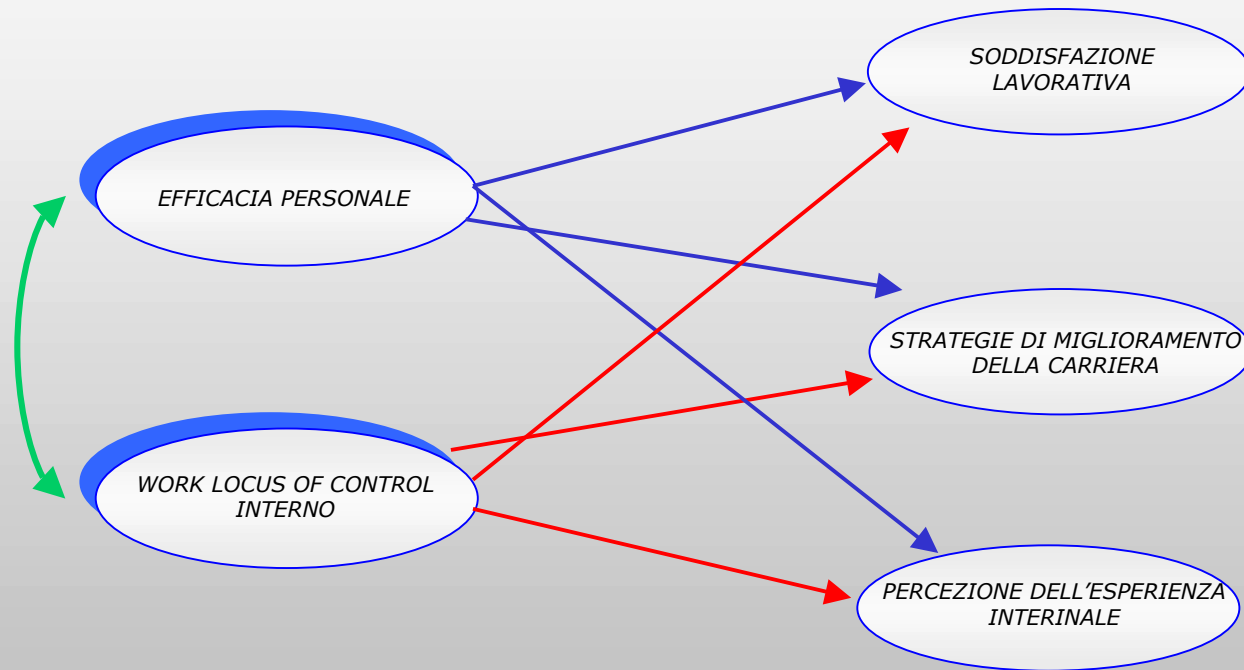 SODDISFAZIONE
LAVORATIVA
EFFICACIA PERSONALE
STRATEGIE DI MIGLIORAMENTO
DELLA CARRIERA
WORK LOCUS OF CONTROL
INTERNO
PERCEZIONE DELL’ESPERIENZA
INTERINALE